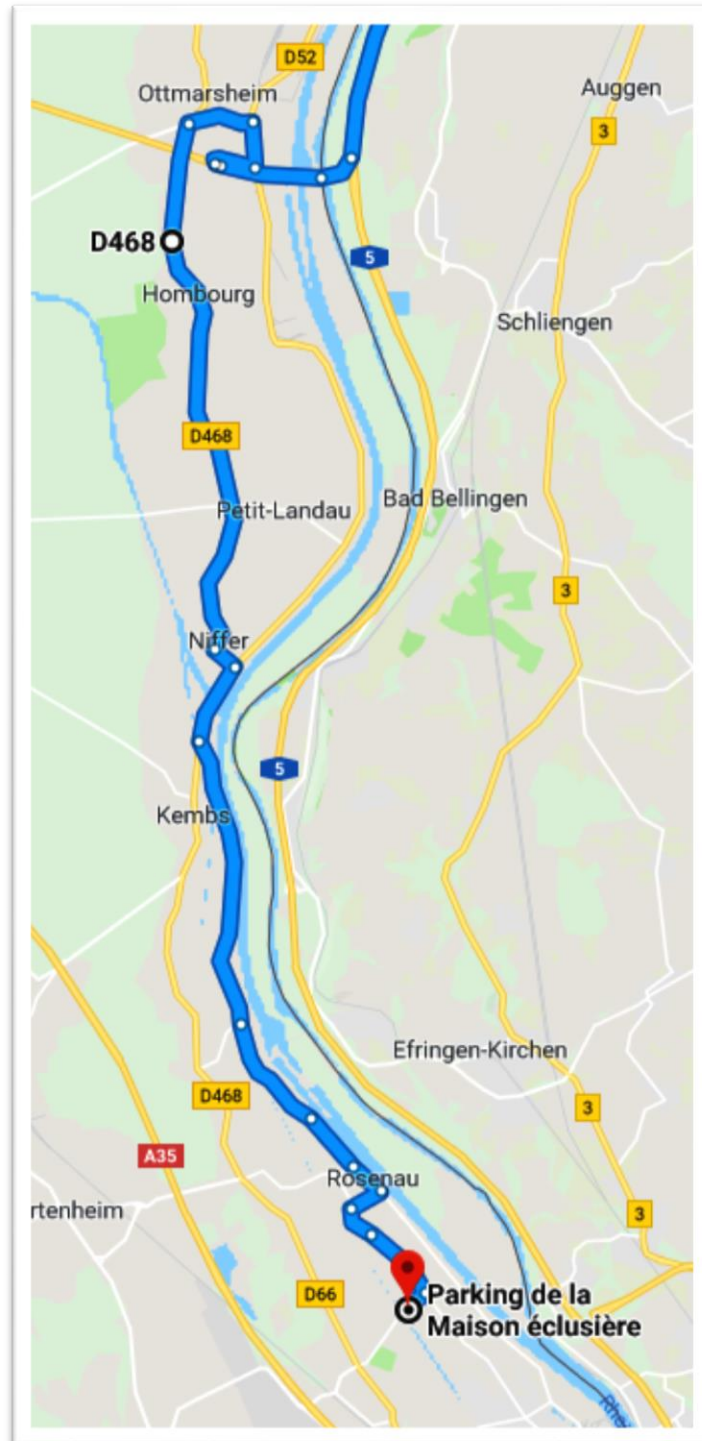 D52
Ottmarsheim
Auggen
3
D468
5
Hombourg
Schliengen
D468
Petit-Landau
Bad Bellingen
3
Niffer
5
Kembs
Efringen-Kirchen
D468
3
A35
Rosenau
rtenheim
3
D66
Parking de la
Maison éclusière